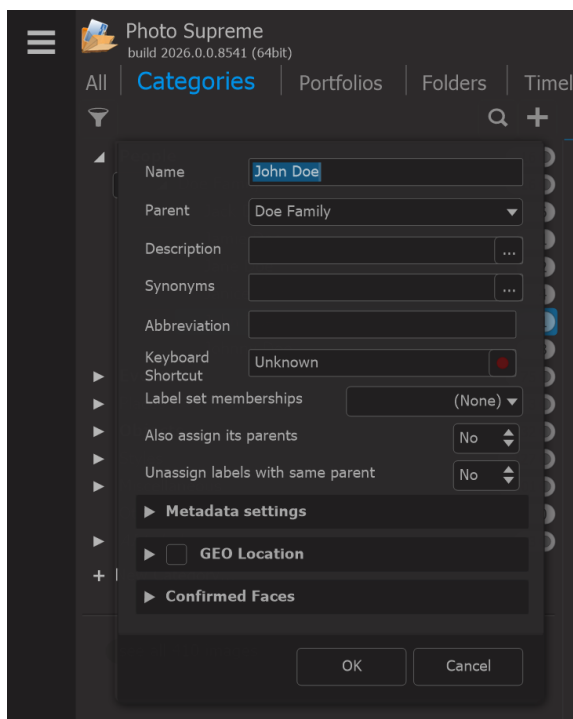 Photo Supreme
build 2026.0.0.8541 (64bit)
All Categories Portfolios Folders
Name John Doe
Parent Doe Family
Description ...
Synonyms ...
Abbreviation
Keyboard Shortcut Unknown
Label set memberships (None)
Also assign its parents No
Unassign labels with same parent No
Metadata settings
GEO Location
Confirmed Faces
OK Cancel